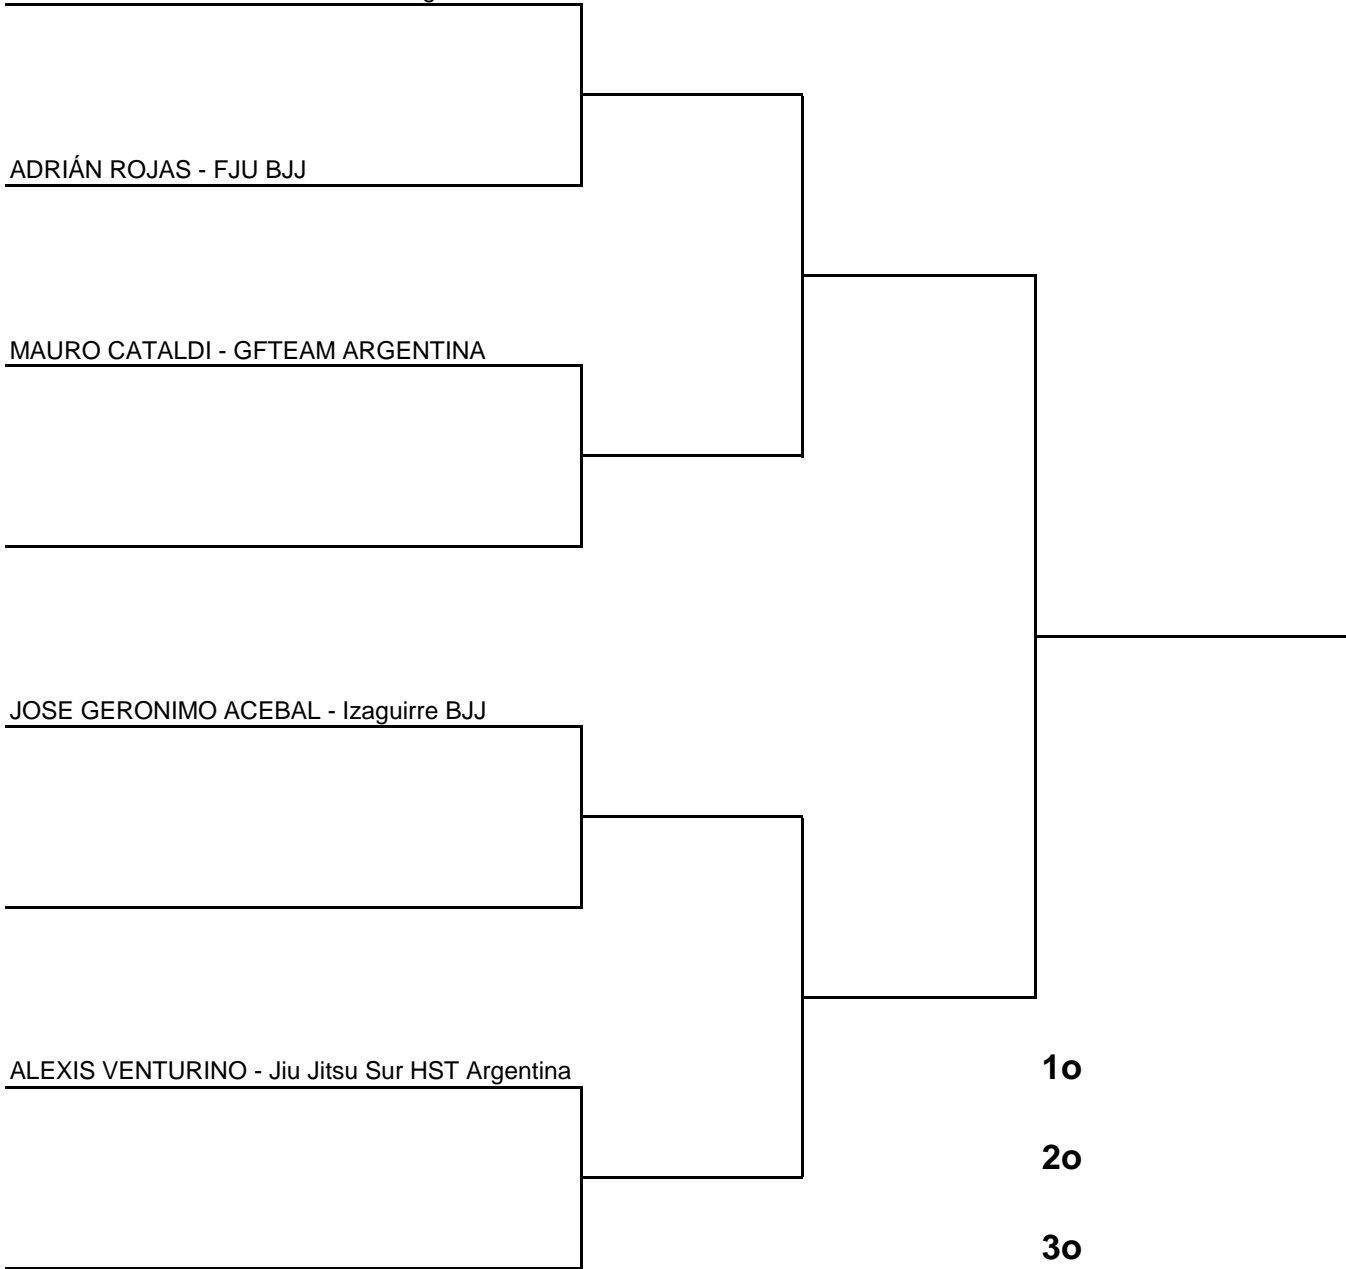 ADRIÁN ROJAS - FJU BJJ
MAURO CATALDI - GFTEAM ARGENTINA
JOSE GERONIMO ACEBAL - Izaguirre BJJ
ALEXIS VENTURINO - Jiu Jitsu Sur HST Argentina
1o
2o
3o